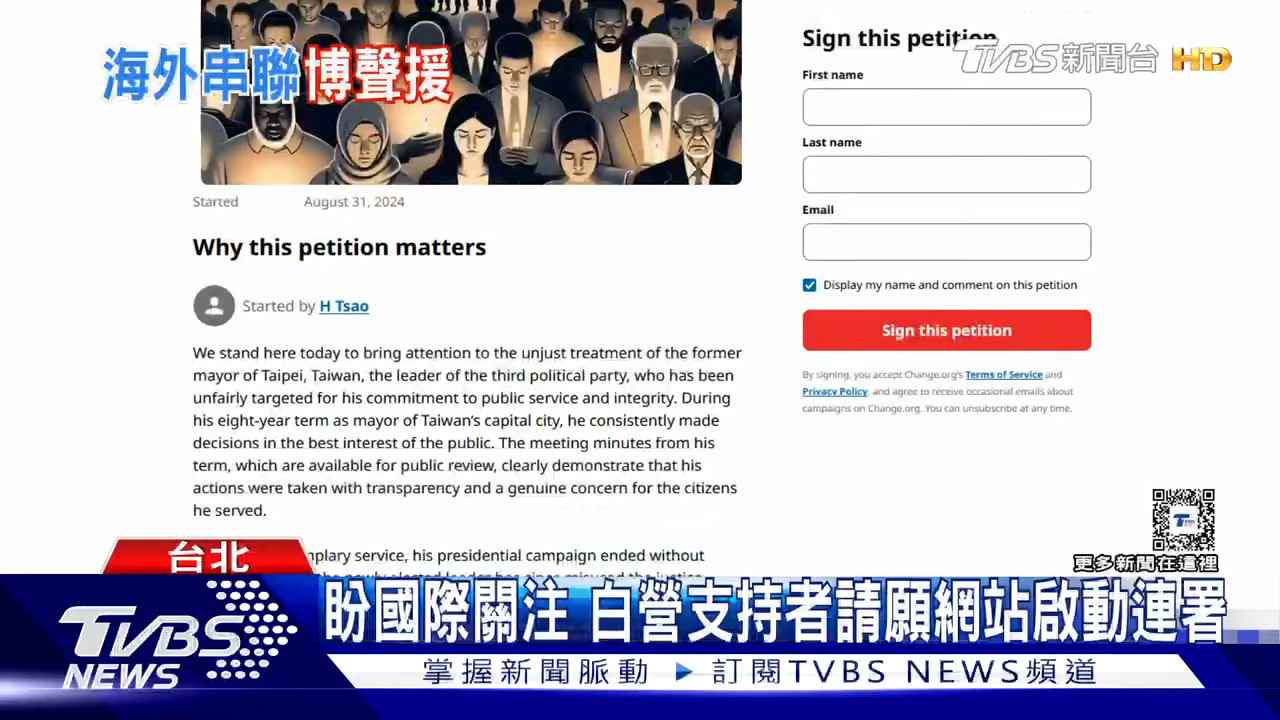 海外串聯 博聲援
TVBS新聞台 HD
Started August 31, 2024
Why this petition matters
Started by H Tsao
We stand here today to bring attention to the unjust treatment of the former
mayor of Taipei, Taiwan, the leader of the third political party, who has been
unfairly targeted for his commitment to public service and integrity. During
his eight-year term as mayor of Taiwan's capital city, he consistently made
decisions in the best interest of the public. The meeting minutes from his
term, which are available for public review, clearly demonstrate that his
actions were taken with transparency and a genuine concern for the citizens
he served.
service, his presidential campaign ended without
Sign this petition
First name
Last name
Email
Display my name and comment on this petition
Sign this petition
By signing, you accept Change.org's Terms of Service and
Privacy Policy, and agree to receive occasional emails about
campaigns on Change.org. You can unsubscribe at any time.
TVBS
更多新聞在這裡
台北
盼國際關注 白營支持者請願網站啟動連署
TVBS NEWS
掌握新聞脈動 ▶ 訂閱TVBS NEWS頻道